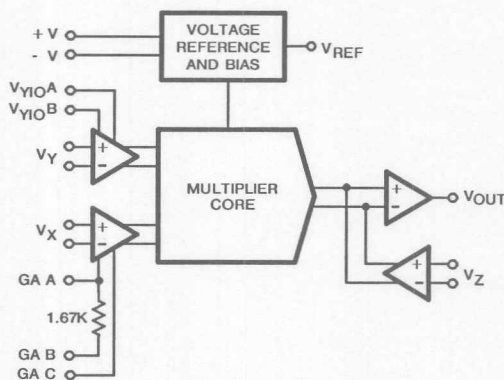 + V
- V
VOLTAGE
REFERENCE
AND BIAS
VREF
VYIOA
VYIOB
VY
+
-
MULTIPLIER
CORE
+
-
VOUT
VX
+
-
+
-
VZ
GA A
1.67K
GA B
GA C